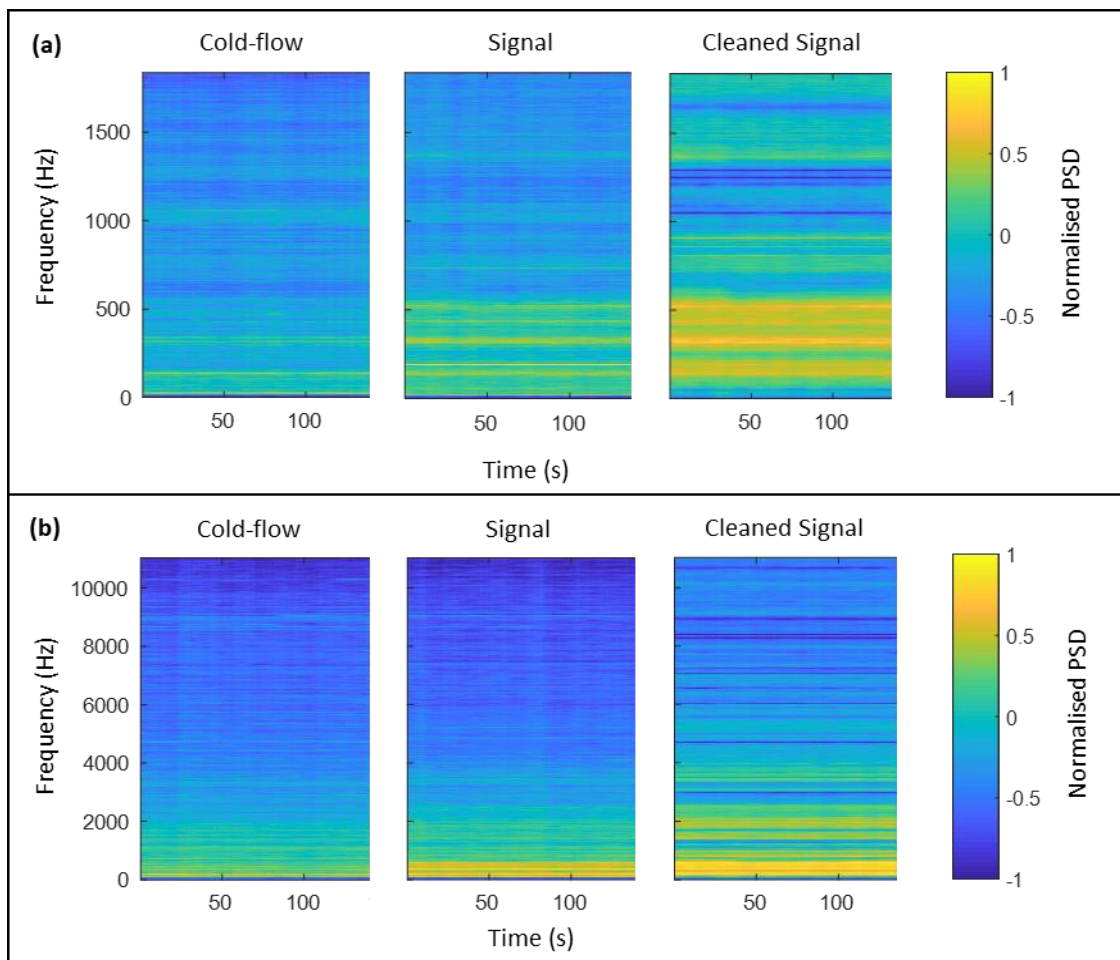 (a)
Cold-flow Signal Cleaned Signal
1500
1000
500
0
Frequency (Hz)
50 100 50 100 50 100
Time (s)
1
0.5
0
-0.5
-1
Normalised PSD
(b)
Cold-flow Signal Cleaned Signal
10000
8000
6000
4000
2000
0
Frequency (Hz)
50 100 50 100 50 100
Time (s)
1
0.5
0
-0.5
-1
Normalised PSD